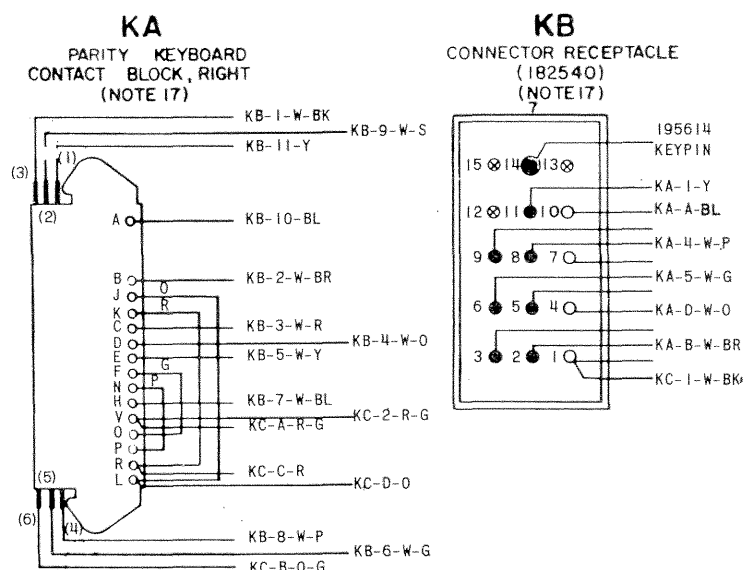 KA
PARITY KEYBOARD
CONTACT BLOCK, RIGHT
(NOTE 17)
KB-1-W-BK
KB-9-W-S
KB-11-Y
(3)
(1)
(2)
A
KB-10-BL
B
KB-2-W-BR
J
O
K
R
C
KB-3-W-R
D
KB-4-W-O
E
KB-5-W-Y
F
G
N
P
H
KB-7-W-BL
V
KC-2-R-G
KC-A-R-G
O
P
R
KC-C-R
L
KC-D-O
(5)
(6)
(4)
KB-8-W-P
KB-6-W-G
KC-B-O-G
KB
CONNECTOR RECEPTACLE
(182540)
(NOTE 17)
7
195614
KEYPIN
15 14 13
KA-1-Y
12 11 10
KA-A-BL
KA-4-W-P
9 8 7
KA-5-W-G
6 5 4
KA-D-W-O
3 2 1
KA-B-W-BR
KC-1-W-BK